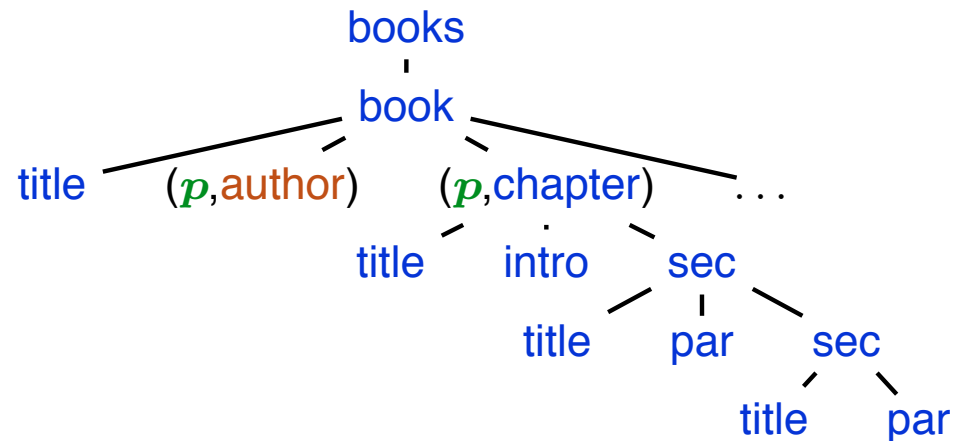 books
book
title (p,author) (p,chapter) ...
title intro sec
title par sec
title par